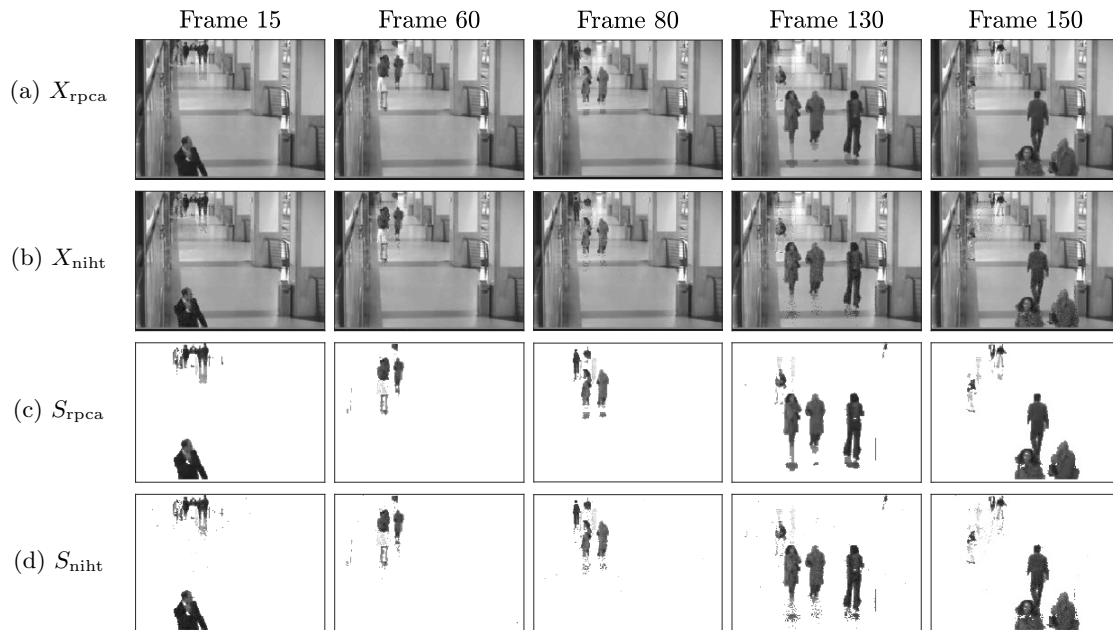 Frame 15 Frame 60 Frame 80 Frame 130 Frame 150
(a) X_rpca
(b) X_niht
(c) S_rpca
(d) S_niht